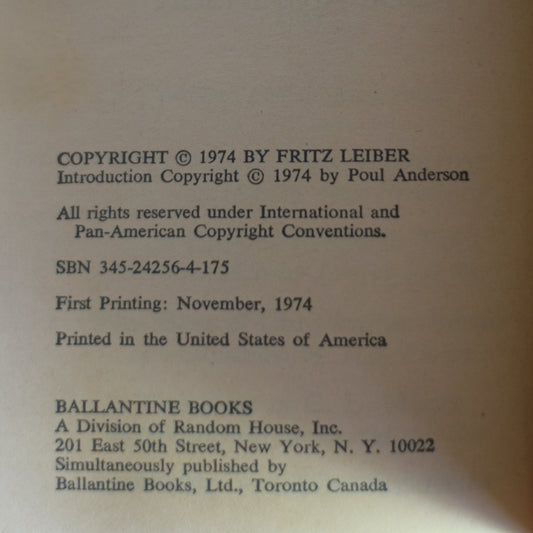 COPYRIGHT © 1974 BY FRITZ LEIBER
Introduction Copyright © 1974 by Poul Anderson
All rights reserved under International and
Pan-American Copyright Conventions.
SBN 345-24256-4-175
First Printing: November, 1974
Printed in the United States of America
BALLANTINE BOOKS
A Division of Random House, Inc.
201 East 50th Street, New York, N. Y. 10022
Simultaneously published by
Ballantine Books, Ltd., Toronto Canada